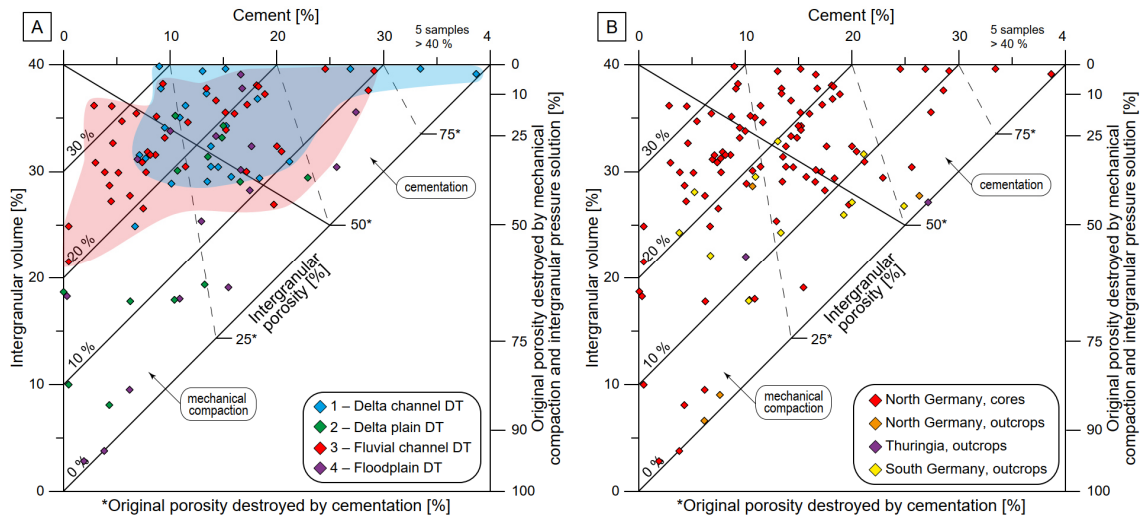 A
Cement [%]
5 samples
> 40 %
0
10
20
30
4
40
30
20
10
0
Intergranular volume [%]
0
10
25
50
75
90
100
Original porosity destroyed by mechanical
compaction and intergranular pressure solution [%]
30 %
20 %
10 %
0 %
75*
50*
25*
Intergranular
porosity [%]
cementation
mechanical
compaction
1 – Delta channel DT
2 – Delta plain DT
3 – Fluvial channel DT
4 – Floodplain DT
*Original porosity destroyed by cementation [%]
B
Cement [%]
5 samples
> 40 %
0
10
20
30
4
40
30
20
10
0
Intergranular volume [%]
0
10
25
50
75
90
100
Original porosity destroyed by mechanical
compaction and intergranular pressure solution [%]
30 %
20 %
10 %
0 %
75*
50*
25*
Intergranular
porosity [%]
cementation
mechanical
compaction
North Germany, cores
North Germany, outcrops
Thuringia, outcrops
South Germany, outcrops
*Original porosity destroyed by cementation [%]